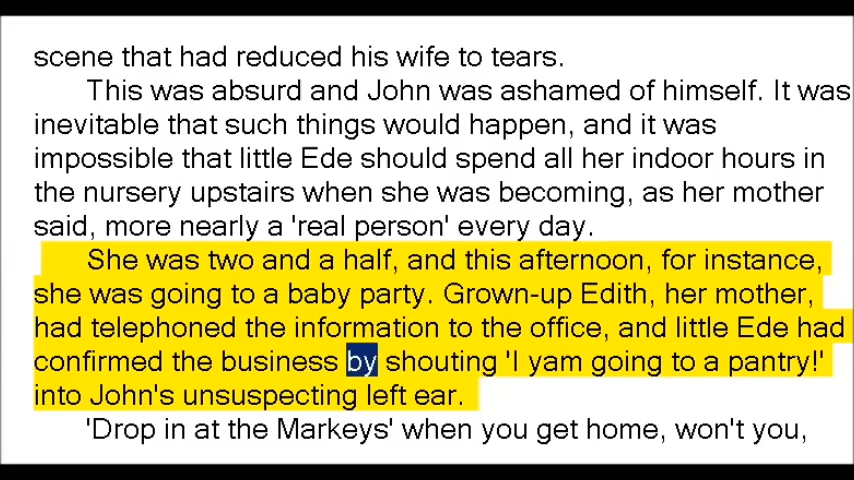 scene that had reduced his wife to tears.
This was absurd and John was ashamed of himself. It was
inevitable that such things would happen, and it was
impossible that little Ede should spend all her indoor hours in
the nursery upstairs when she was becoming, as her mother
said, more nearly a 'real person' every day.
She was two and a half, and this afternoon, for instance,
she was going to a baby party. Grown-up Edith, her mother,
had telephoned the information to the office, and little Ede had
confirmed the business by shouting 'I yam going to a pantry!'
into John's unsuspecting left ear.
'Drop in at the Markeys' when you get home, won't you,